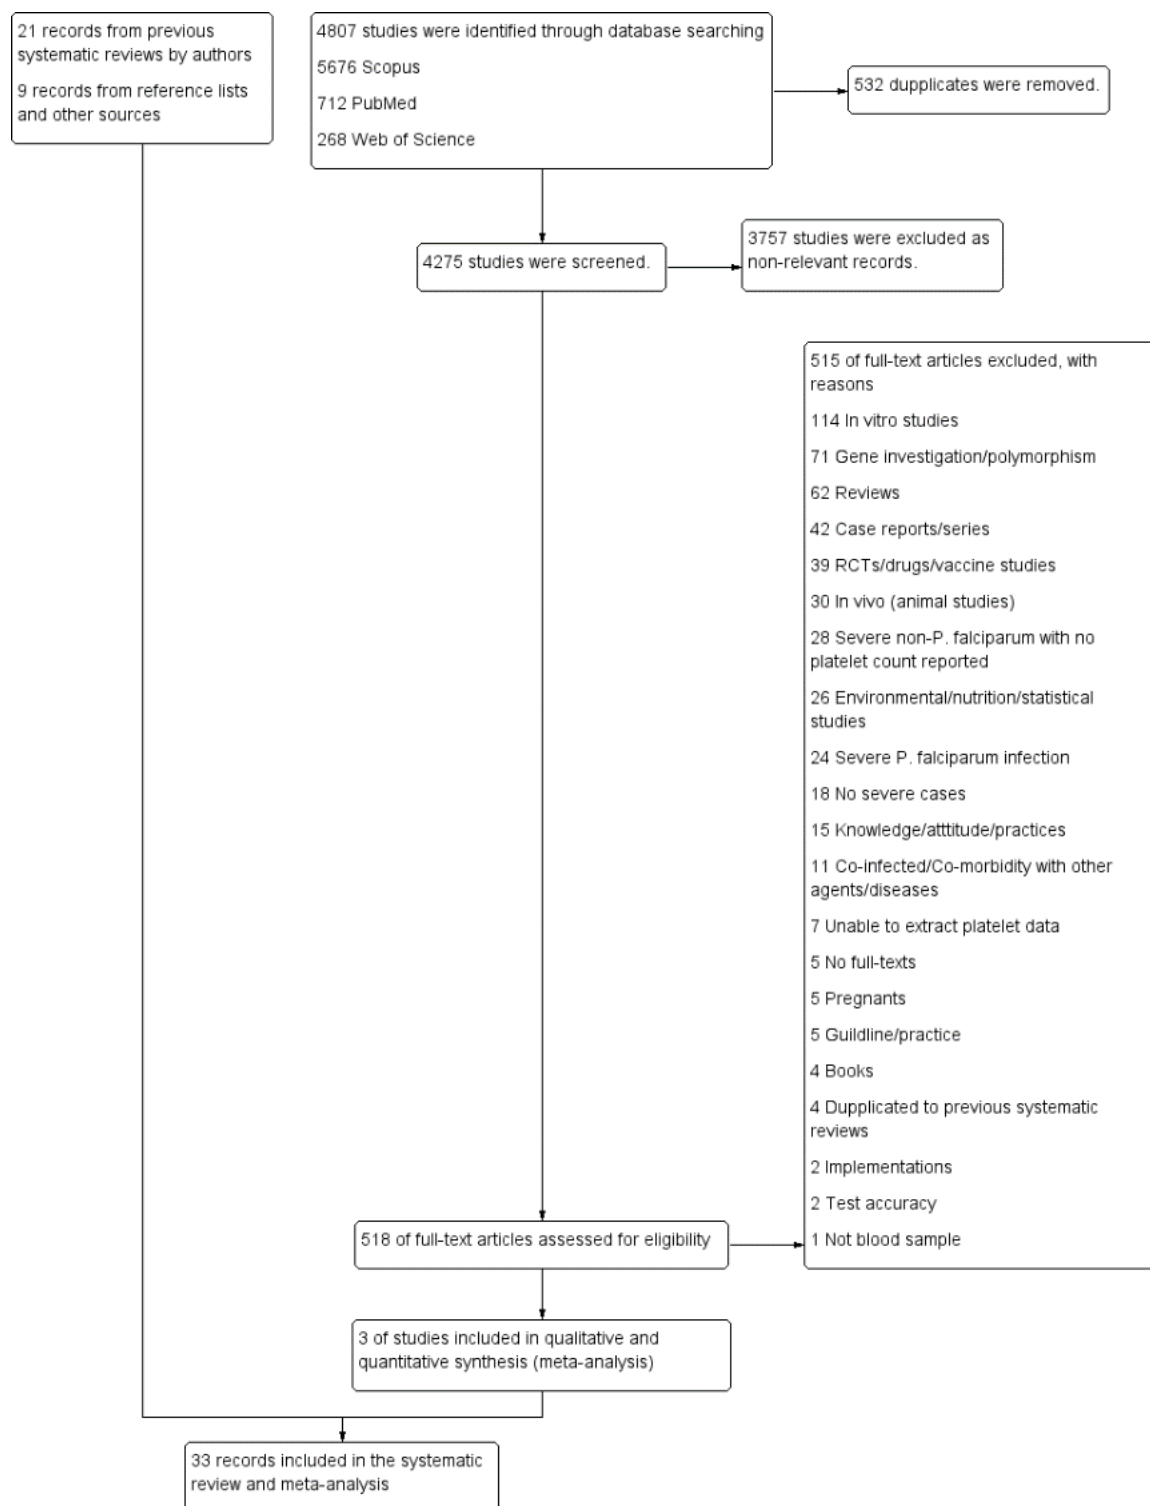 21 records from previous
systematic reviews by authors
9 records from reference lists
and other sources
4807 studies were identified through database searching
5676 Scopus
712 PubMed
268 Web of Science
532 dupplicates were removed.
4275 studies were screened.
3757 studies were excluded as
non-relevant records.
515 of full-text articles excluded, with
reasons
114 In vitro studies
71 Gene investigation/polymorphism
62 Reviews
42 Case reports/series
39 RCTs/drugs/vaccine studies
30 In vivo (animal studies)
28 Severe non-P. falciparum with no
platelet count reported
26 Environmental/nutrition/statistical
studies
24 Severe P. falciparum infection
18 No severe cases
15 Knowledge/atttitude/practices
11 Co-infected/Co-morbidity with other
agents/diseases
7 Unable to extract platelet data
5 No full-texts
5 Pregnants
5 Guildline/practice
4 Books
4 Dupplicated to previous systematic
reviews
2 Implementations
2 Test accuracy
1 Not blood sample
518 of full-text articles assessed for eligibility
3 of studies included in qualitative and
quantitative synthesis (meta-analysis)
33 records included in the systematic
review and meta-analysis